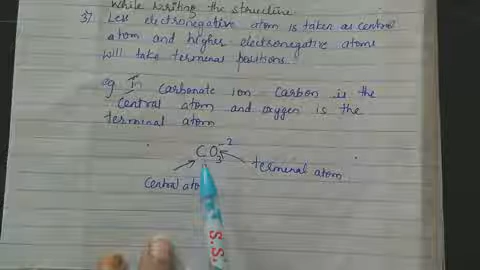 while writing the structure
3) Less electronegative atom is taken as central
atom and higher electronegative atoms
will take terminal positions.
eg In Carbonate ion Carbon is the
central atom and oxygen is the
terminal atom
CO₃⁻²
terminal atom
Central ato
S.S.